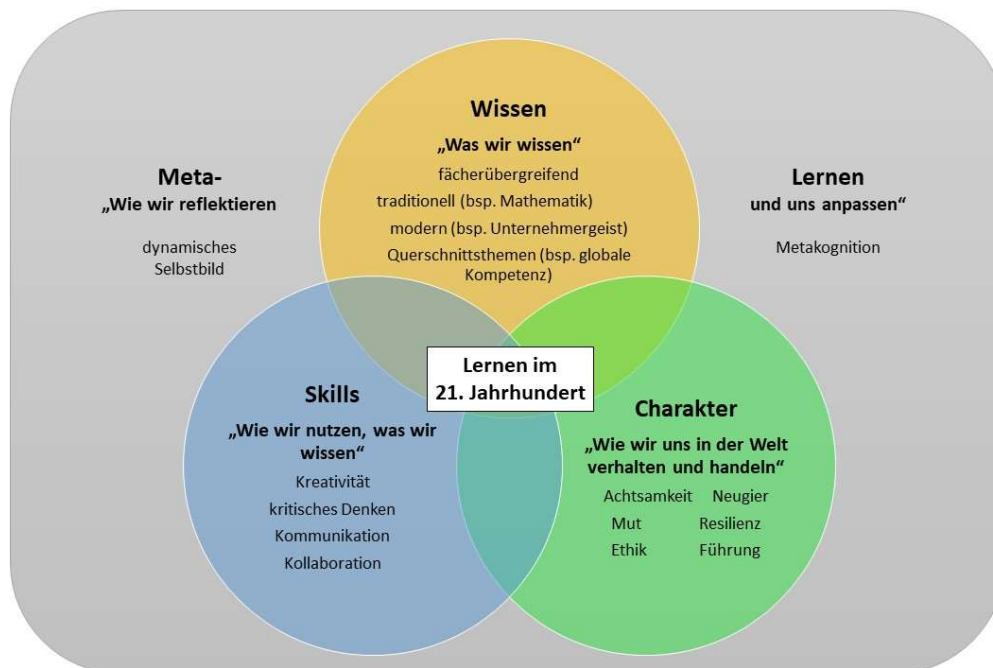 Wissen
„Was wir wissen“
fächerübergreifend
traditionell (bsp. Mathematik)
modern (bsp. Unternehmergeist)
Querschnittsthemen (bsp. globale
Kompetenz)
Meta-
„Wie wir reflektieren
dynamisches
Selbstbild
Lernen
und uns anpassen“
Metakognition
Lernen im
21. Jahrhundert
Skills
„Wie wir nutzen, was wir
wissen“
Kreativität
kritisches Denken
Kommunikation
Kollaboration
Charakter
„Wie wir uns in der Welt
verhalten und handeln“
Achtsamkeit Neugier
Mut Resilienz
Ethik Führung